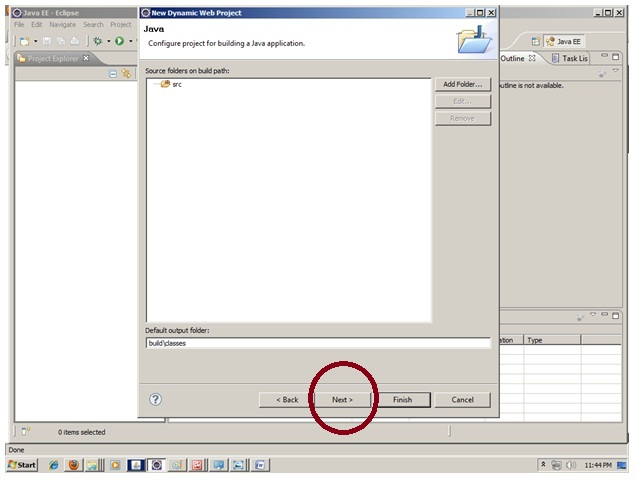 Java EE - Eclipse
New Dynamic Web Project
File Edit Navigate Search Project
Java
Configure project for building a Java application.
Java EE
Project Explorer
Outline
Task Lis
Source folders on build path:
src
Add Folder...
Edit...
Remove
utline is not available.
Default output folder:
build\classes
ation Type
? < Back Next > Finish Cancel
0 items selected
Done
Start
11:44 PM